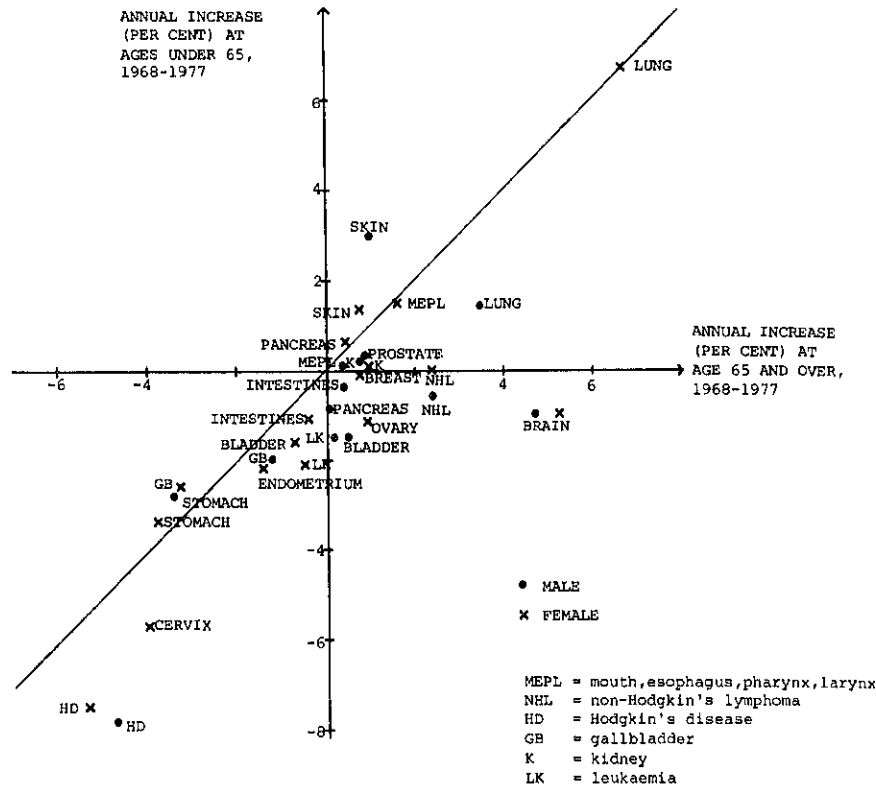 ANNUAL INCREASE
(PER CENT) AT
AGES UNDER 65,
1968-1977
LUNG
6
4
SKIN
2
SKIN
MEPL
LUNG
PANCREAS
PROSTATE
MEPL
K
K
ANNUAL INCREASE
(PER CENT) AT
AGE 65 AND OVER,
1968-1977
-6
-4
INTESTINES
BREAST
NHL
4
6
PANCREAS
NHL
INTESTINES
OVARY
BRAIN
BLADDER
LK
BLADDER
GB
LK
ENDOMETRIUM
GB
STOMACH
STOMACH
-4
MALE
FEMALE
CERVIX
-6
HD
HD
-8
MEPL = mouth,esophagus,pharynx,larynx
NHL = non-Hodgkin's lymphoma
HD = Hodgkin's disease
GB = gallbladder
K = kidney
LK = leukaemia